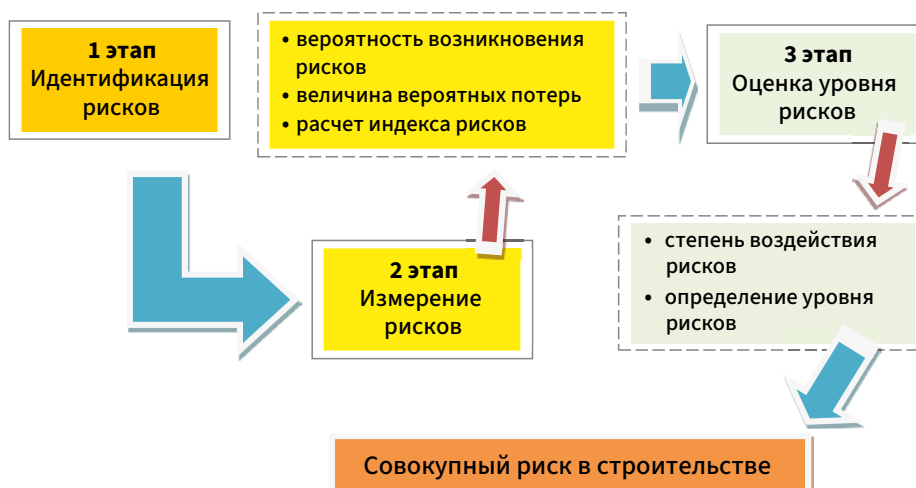 1 этап
Идентификация
рисков
• вероятность возникновения
рисков
• величина вероятных потерь
• расчет индекса рисков
3 этап
Оценка уровня
рисков
2 этап
Измерение
рисков
• степень воздействия
рисков
• определение уровня
рисков
Совокупный риск в строительстве